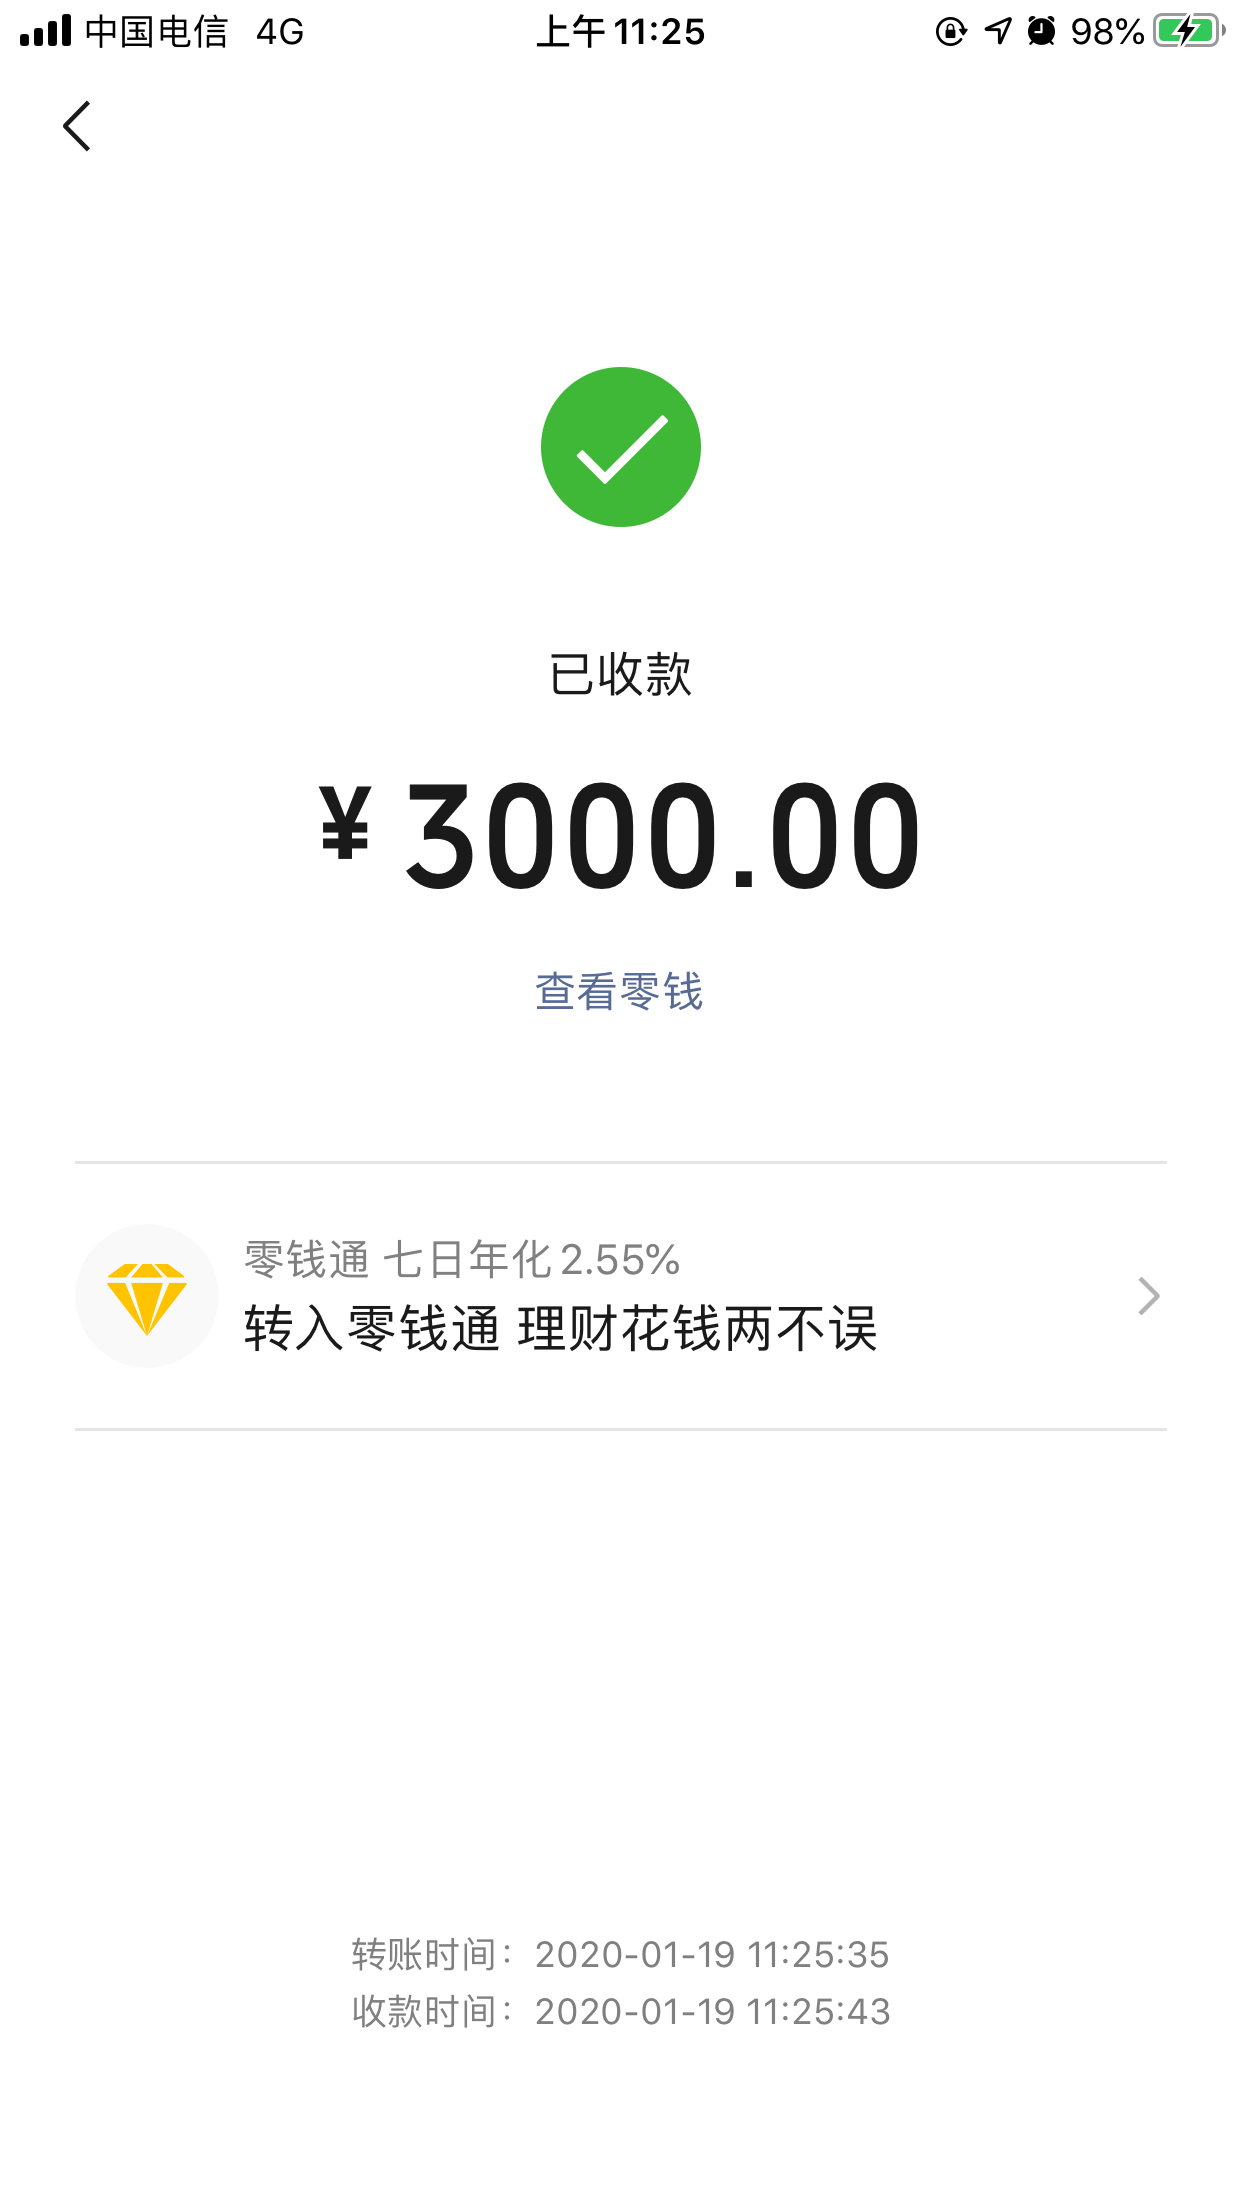 中国电信 4G 上午11:25 98%
已收款
¥3000.00
查看零钱
零钱通 七日年化2.55%
转入零钱通 理财花钱两不误
转账时间：2020-01-19 11:25:35
收款时间：2020-01-19 11:25:43